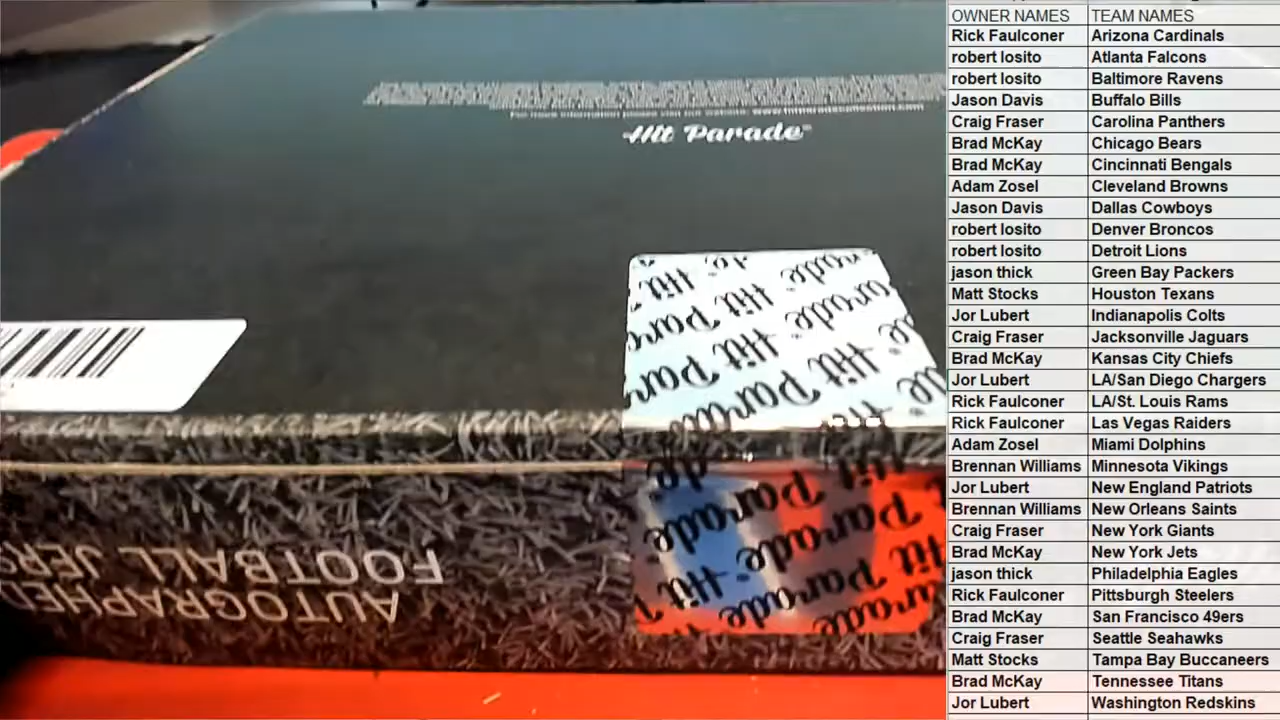 Hit Parade
AUTOGRAPHED
FOOTBALL JERS
OWNER NAMES TEAM NAMES
Rick Faulconer Arizona Cardinals
robert losito Atlanta Falcons
robert losito Baltimore Ravens
Jason Davis Buffalo Bills
Craig Fraser Carolina Panthers
Brad McKay Chicago Bears
Brad McKay Cincinnati Bengals
Adam Zosel Cleveland Browns
Jason Davis Dallas Cowboys
robert losito Denver Broncos
robert losito Detroit Lions
jason thick Green Bay Packers
Matt Stocks Houston Texans
Jor Lubert Indianapolis Colts
Craig Fraser Jacksonville Jaguars
Brad McKay Kansas City Chiefs
Jor Lubert LA/San Diego Chargers
Rick Faulconer LA/St. Louis Rams
Rick Faulconer Las Vegas Raiders
Adam Zosel Miami Dolphins
Brennan Williams Minnesota Vikings
Jor Lubert New England Patriots
Brennan Williams New Orleans Saints
Craig Fraser New York Giants
Brad McKay New York Jets
jason thick Philadelphia Eagles
Rick Faulconer Pittsburgh Steelers
Brad McKay San Francisco 49ers
Craig Fraser Seattle Seahawks
Matt Stocks Tampa Bay Buccaneers
Brad McKay Tennessee Titans
Jor Lubert Washington Redskins